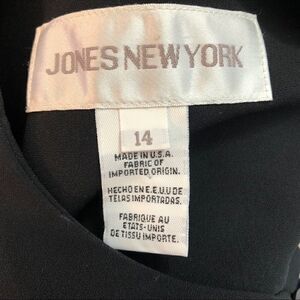 JONES NEW YORK
14
MADE IN U.S.A.
FABRIC OF
IMPORTED ORIGIN.
HECHO EN E.E.U.U DE
TELAS IMPORTADAS.
FABRIQUE AU
ETATS-UNIS
DE TISSU IMPORTE.